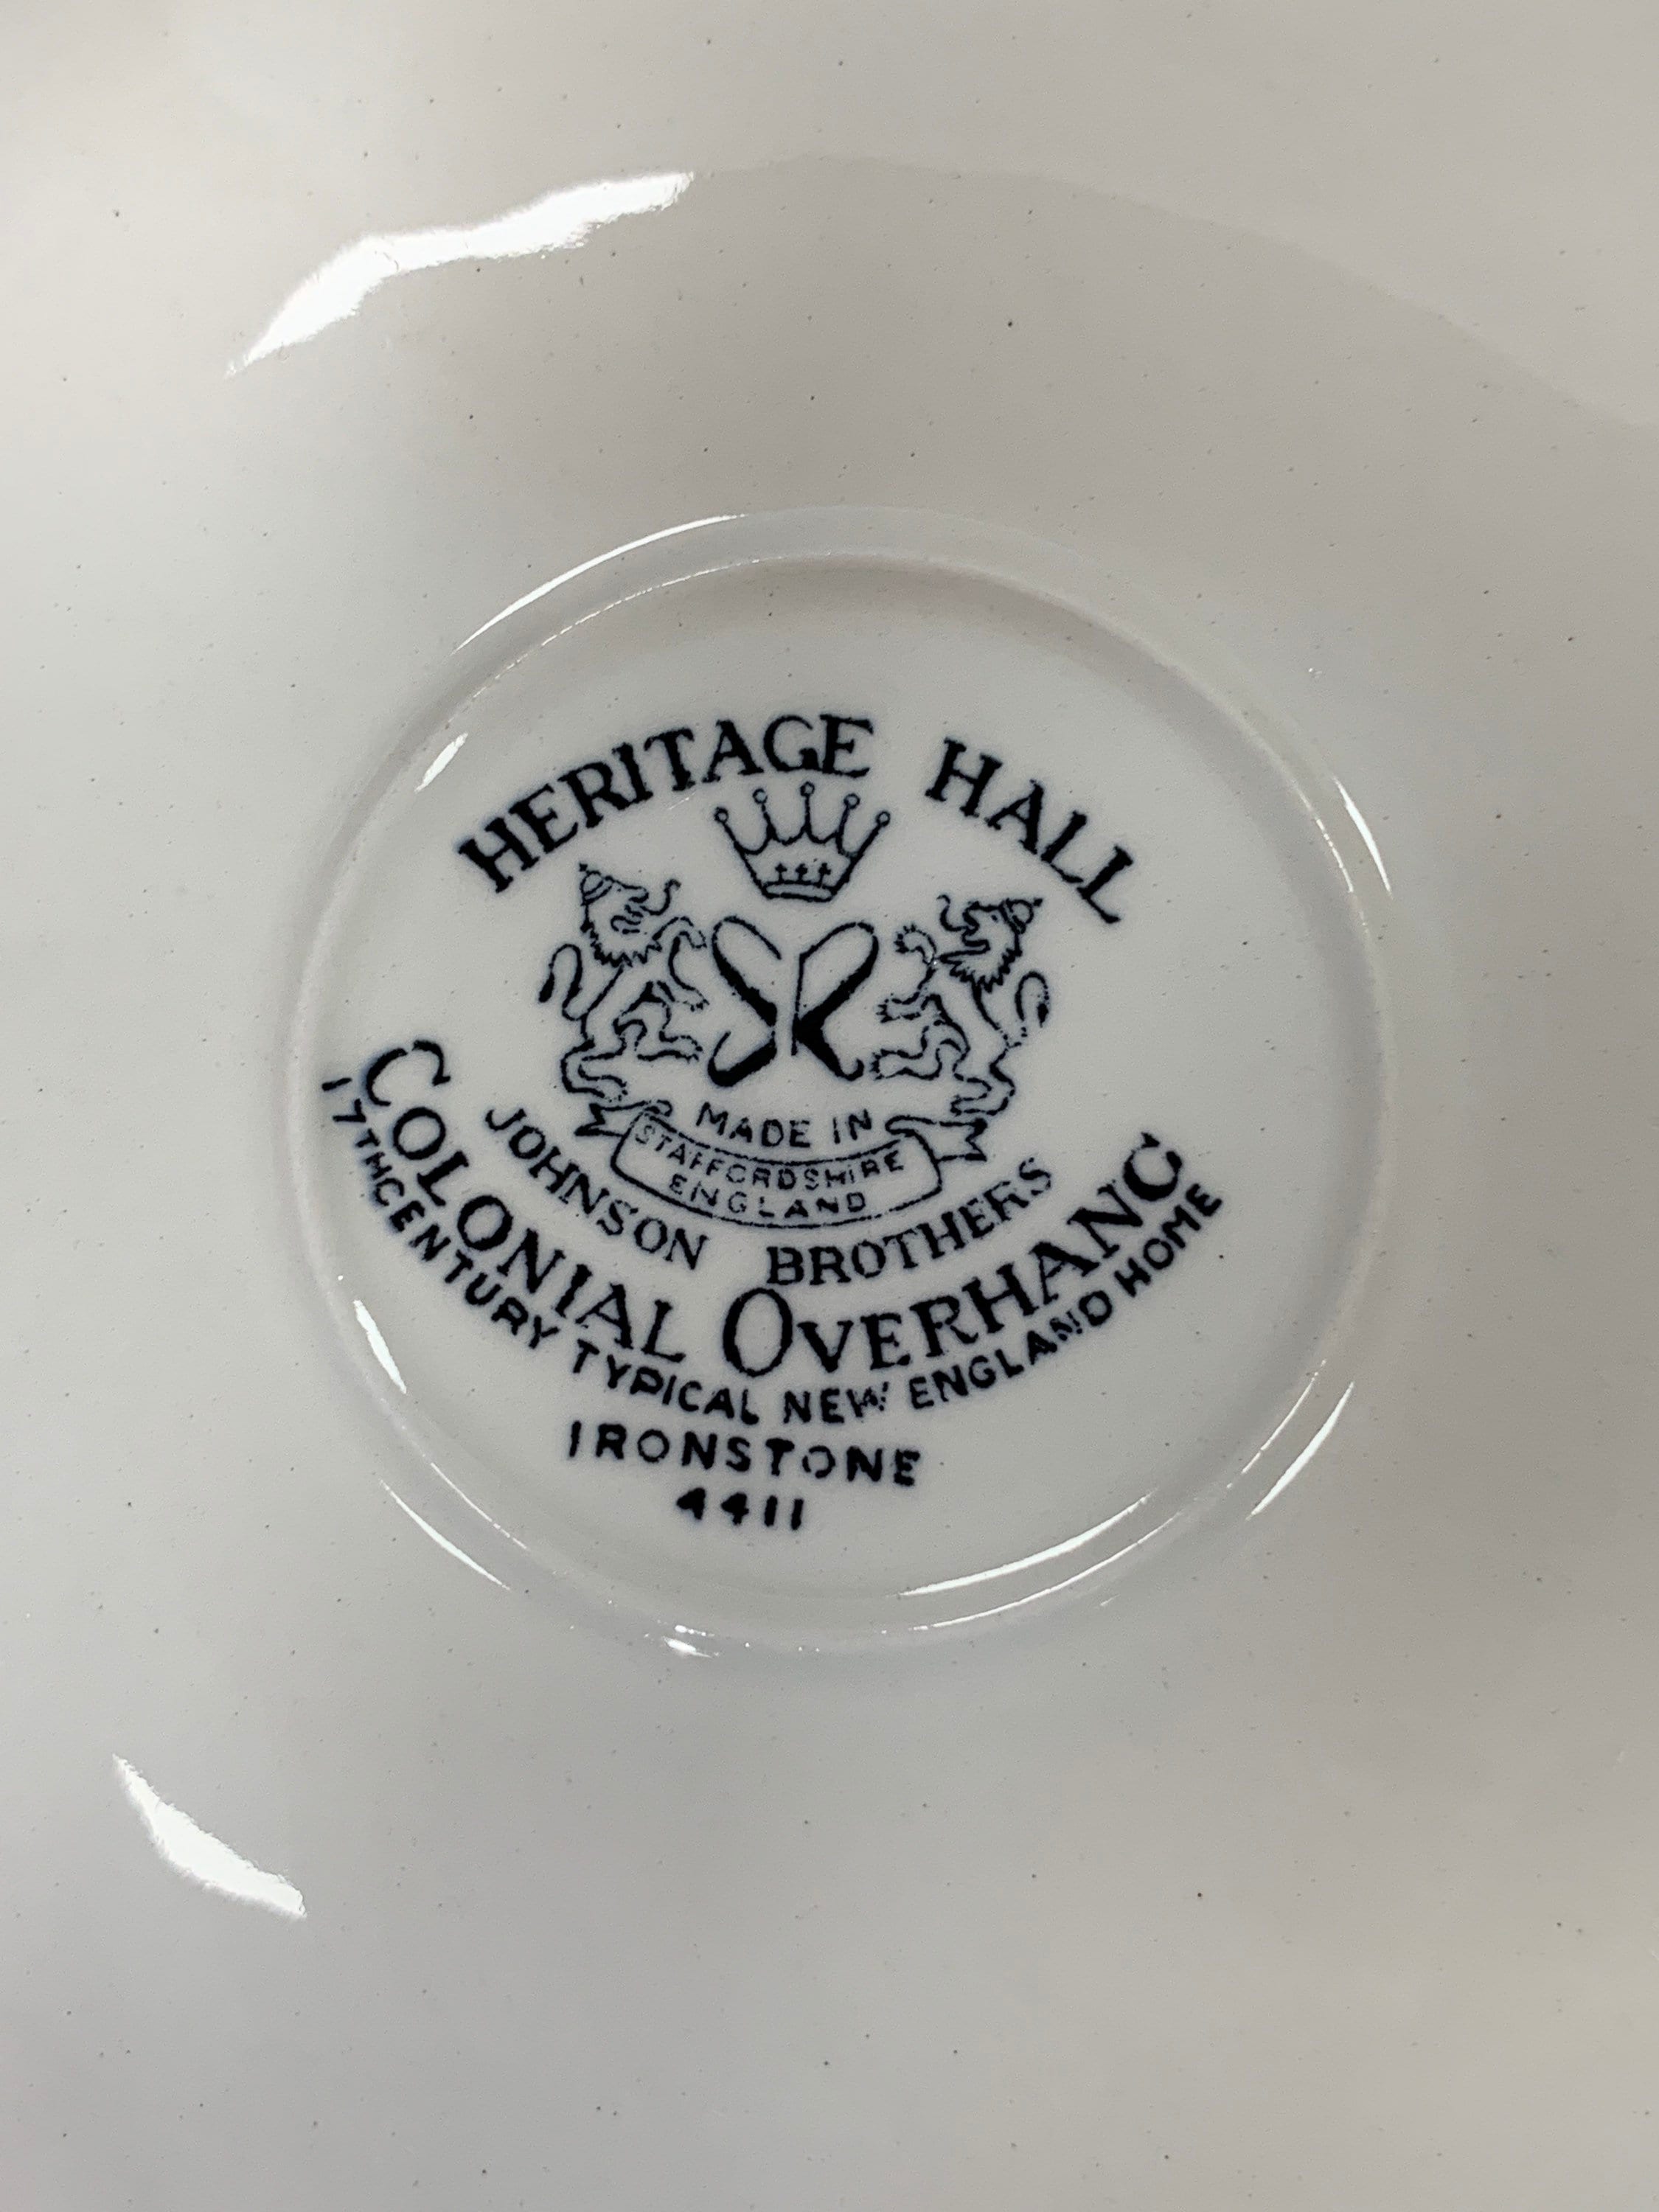 HERITAGE HALL
MADE IN
STAFFORDSHIRE
ENGLAND
JOHNSON BROTHERS
COLONIAL OVERHANG
17TH CENTURY TYPICAL NEW ENGLAND HOME
IRONSTONE
4411